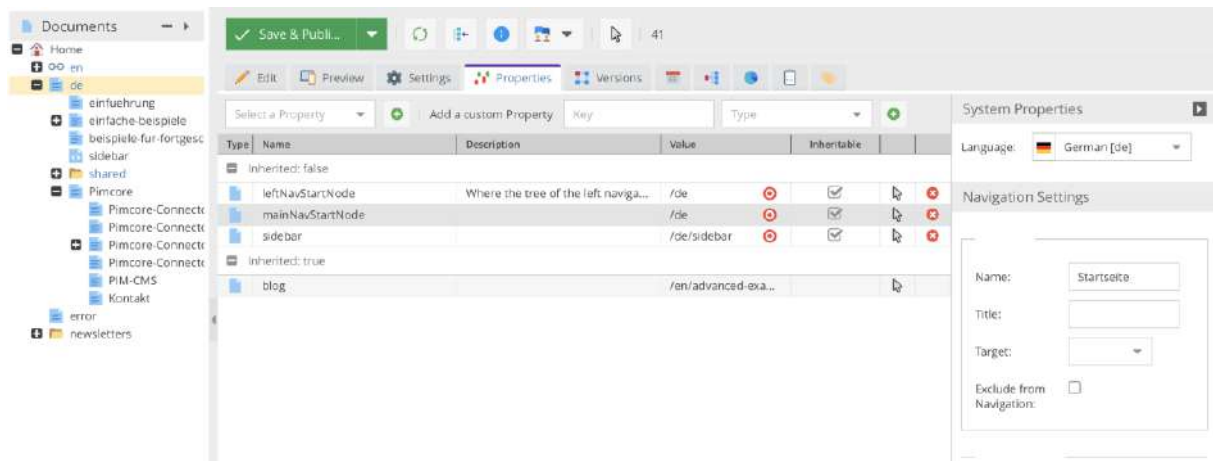 Documents
Home
en
de
einfuehrung
einfache-beispiele
beispiele-fur-fortgesc
sidebar
shared
Pimcore
Pimcore-Connecto
Pimcore-Connecto
Pimcore-Connecto
Pimcore-Connecto
PIM-CMS
Kontakt
error
newsletters
Save & Publi... 41
Edit Preview Settings Properties Versions
Select a Property Add a custom Property Key Type
Type Name Description Value Inheritable
Inherited: false
leftNavStartNode Where the tree of the left naviga... /de
mainNavStartNode /de
sidebar /de/sidebar
Inherited: true
blog /en/advanced-exa...
System Properties
Language: German [de]
Navigation Settings
Name: Startseite
Title:
Target:
Exclude from
Navigation: